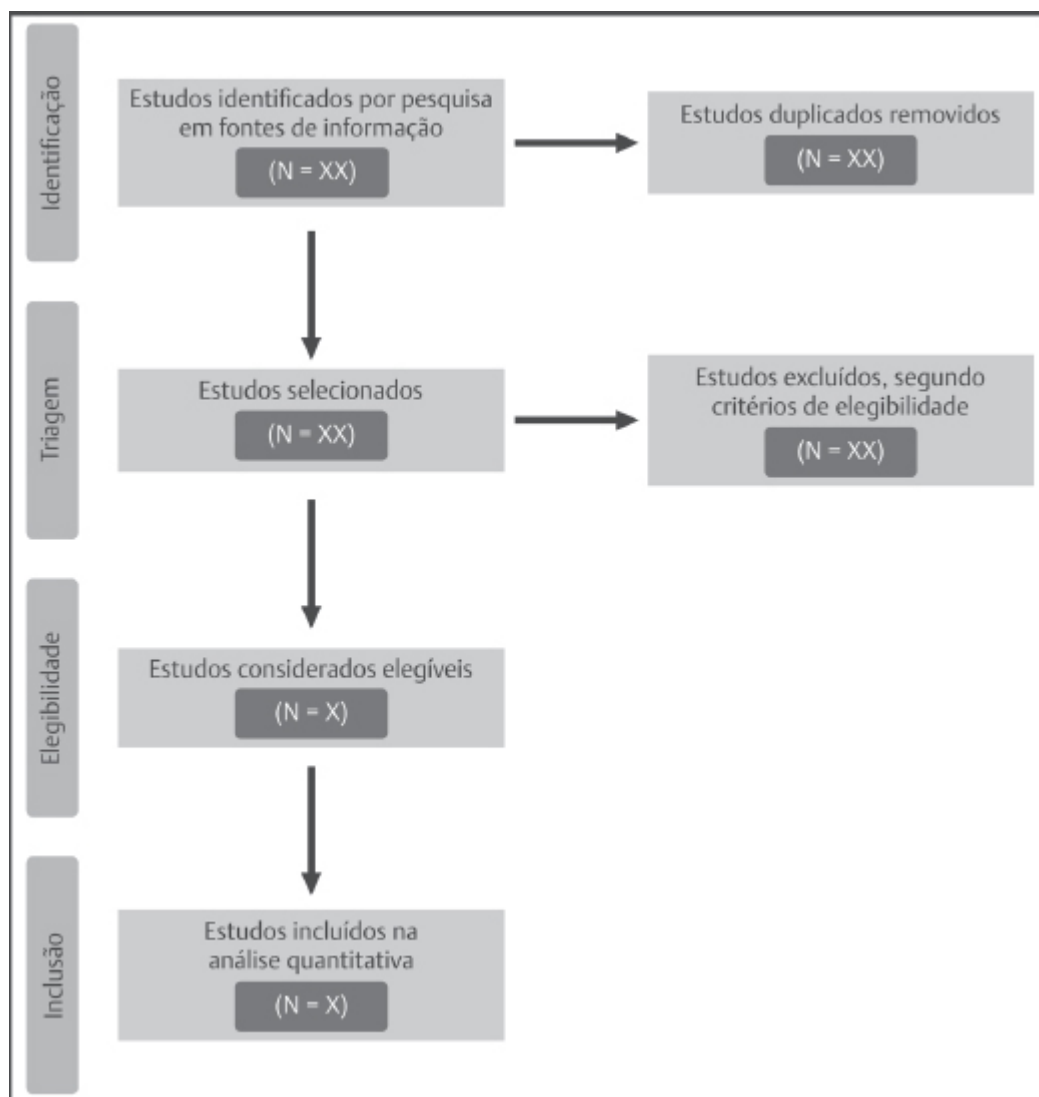 Identificação
Estudos identificados por pesquisa
em fontes de informação
(N = XX)
Estudos duplicados removidos
(N = XX)
Triagem
Estudos selecionados
(N = XX)
Estudos excluídos, segundo
critérios de elegibilidade
(N = XX)
Elegibilidade
Estudos considerados elegíveis
(N = X)
Inclusão
Estudos incluídos na
análise quantitativa
(N = X)